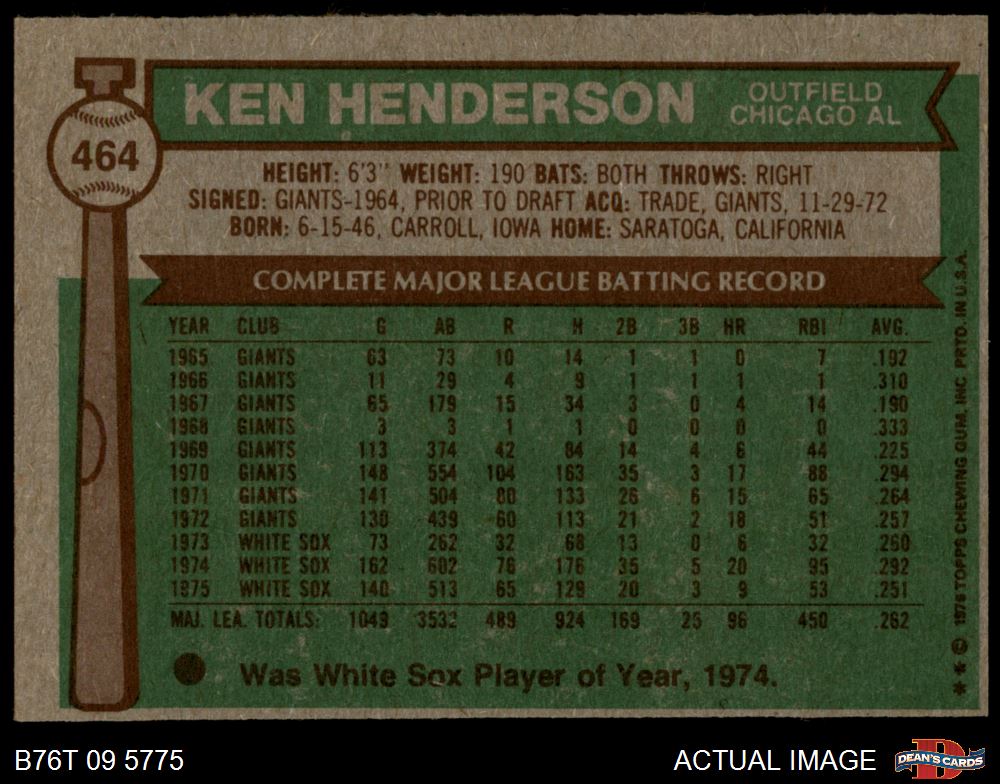 464
KEN HENDERSON
OUTFIELD
CHICAGO AL
HEIGHT: 6'3" WEIGHT: 190 BATS: BOTH THROWS: RIGHT
SIGNED: GIANTS-1964, PRIOR TO DRAFT ACQ: TRADE, GIANTS, 11-29-72
BORN: 6-15-46, CARROLL, IOWA HOME: SARATOGA, CALIFORNIA
COMPLETE MAJOR LEAGUE BATTING RECORD
YEAR CLUB G AB R H 2B 3B HR RBI AVG.
1965 GIANTS 63 73 10 14 1 1 0 7 .192
1966 GIANTS 11 29 4 9 1 1 1 1 .310
1967 GIANTS 65 179 15 34 3 0 4 14 .190
1968 GIANTS 3 3 1 1 0 0 0 0 .333
1969 GIANTS 113 374 42 84 14 4 6 44 .225
1970 GIANTS 148 554 104 163 35 3 17 88 .294
1971 GIANTS 141 504 80 133 26 6 15 65 .264
1972 GIANTS 130 439 60 113 21 2 18 51 .257
1973 WHITE SOX 73 262 32 68 13 0 6 32 .260
1974 WHITE SOX 162 602 76 176 35 5 20 95 .292
1975 WHITE SOX 140 513 65 129 20 3 9 53 .251
MAJ. LEA. TOTALS: 1049 3532 489 924 169 25 96 450 .262
Was White Sox Player of Year, 1974.
** © 1976 TOPPS CHEWING GUM, INC. PRTD. IN U.S.A.
B76T 09 5775
ACTUAL IMAGE
DEAN'S CARDS